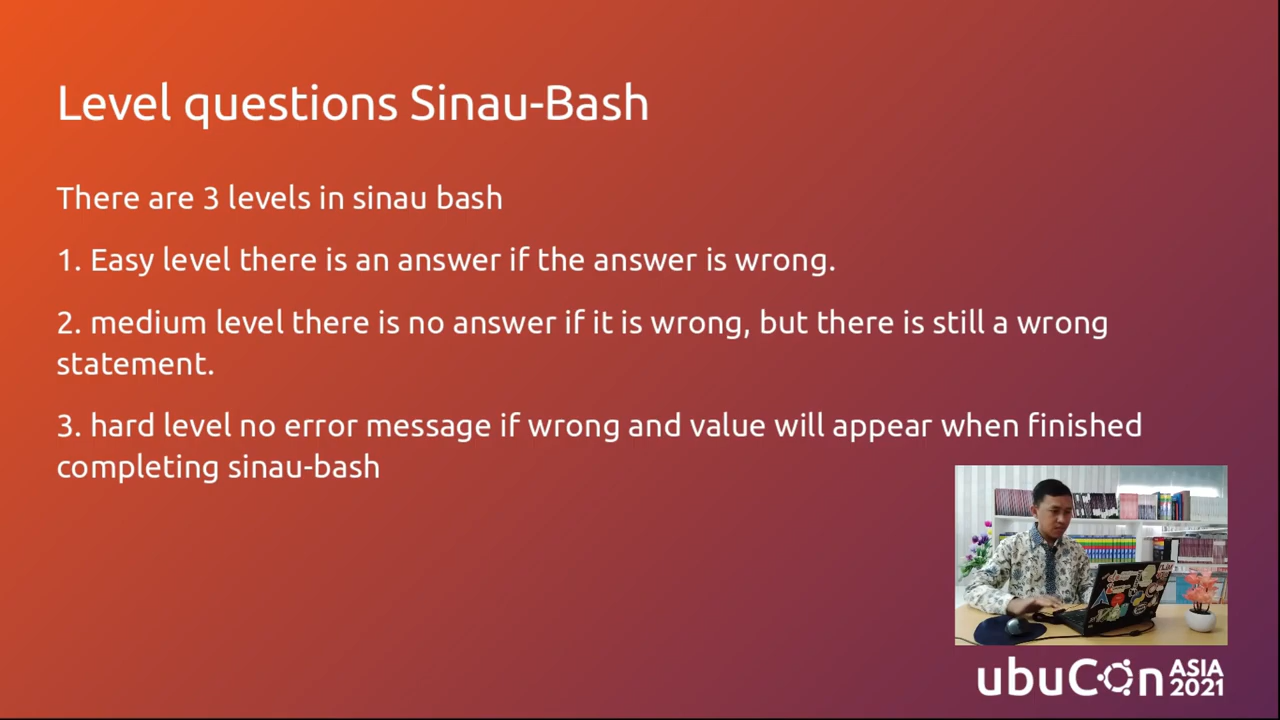 Level questions Sinau-Bash
There are 3 levels in sinau bash
1. Easy level there is an answer if the answer is wrong.
2. medium level there is no answer if it is wrong, but there is still a wrong
statement.
3. hard level no error message if wrong and value will appear when finished
completing sinau-bash
ubuCon ASIA
2021